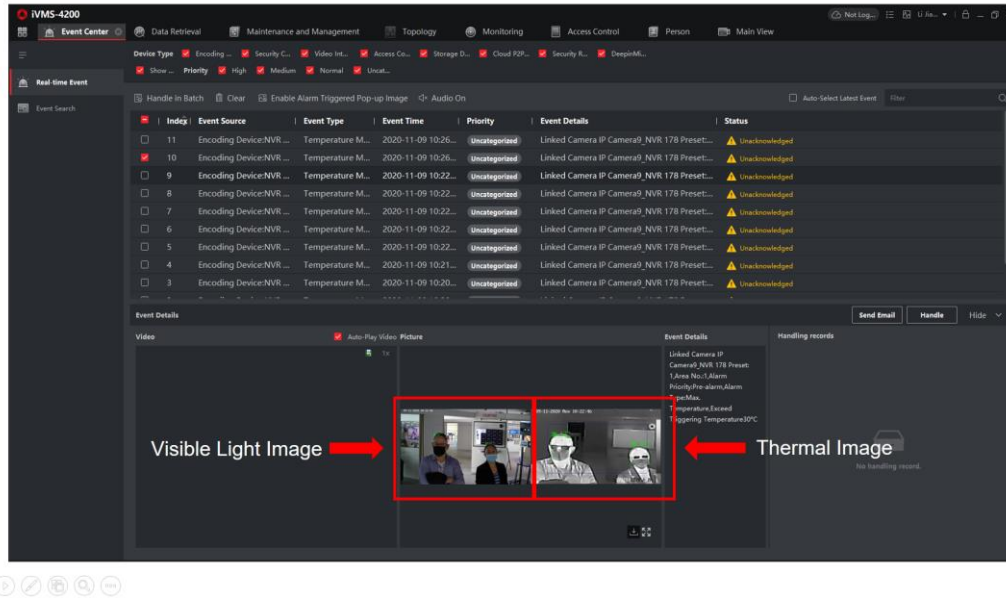 iVMS-4200
Not Log...
Li Jia...
Event Center
Data Retrieval
Maintenance and Management
Topology
Monitoring
Access Control
Person
Main View
Device Type Encoding ... Security C... Video Int... Access Co... Storage D... Cloud P2P... Security R... DeepinMi...
Show ... Priority High Medium Normal Uncat...
Real-time Event
Event Search
Handle in Batch Clear Enable Alarm Triggered Pop-up Image Audio On Auto-Select Latest Event Filter
Index Event Source Event Type Event Time Priority Event Details Status
11 Encoding Device:NVR ... Temperature M... 2020-11-09 10:26... Uncategorized Linked Camera IP Camera9_NVR 178 Preset:... Unacknowledged
10 Encoding Device:NVR ... Temperature M... 2020-11-09 10:26... Uncategorized Linked Camera IP Camera9_NVR 178 Preset:... Unacknowledged
9 Encoding Device:NVR ... Temperature M... 2020-11-09 10:22... Uncategorized Linked Camera IP Camera9_NVR 178 Preset:... Unacknowledged
8 Encoding Device:NVR ... Temperature M... 2020-11-09 10:22... Uncategorized Linked Camera IP Camera9_NVR 178 Preset:... Unacknowledged
7 Encoding Device:NVR ... Temperature M... 2020-11-09 10:22... Uncategorized Linked Camera IP Camera9_NVR 178 Preset:... Unacknowledged
6 Encoding Device:NVR ... Temperature M... 2020-11-09 10:22... Uncategorized Linked Camera IP Camera9_NVR 178 Preset:... Unacknowledged
5 Encoding Device:NVR ... Temperature M... 2020-11-09 10:22... Uncategorized Linked Camera IP Camera9_NVR 178 Preset:... Unacknowledged
4 Encoding Device:NVR ... Temperature M... 2020-11-09 10:21... Uncategorized Linked Camera IP Camera9_NVR 178 Preset:... Unacknowledged
3 Encoding Device:NVR ... Temperature M... 2020-11-09 10:20... Uncategorized Linked Camera IP Camera9_NVR 178 Preset:... Unacknowledged
Event Details Send Email Handle Hide
Video Auto-Play Video Picture Event Details Handling records
1x
Linked Camera IP
Camera9_NVR 178 Preset:
1,Area No.:1,Alarm
Priority:Pre-alarm,Alarm
Type:Max.
Temperature,Exceed
Triggering Temperature30°C
Visible Light Image
Thermal Image
No handling record.